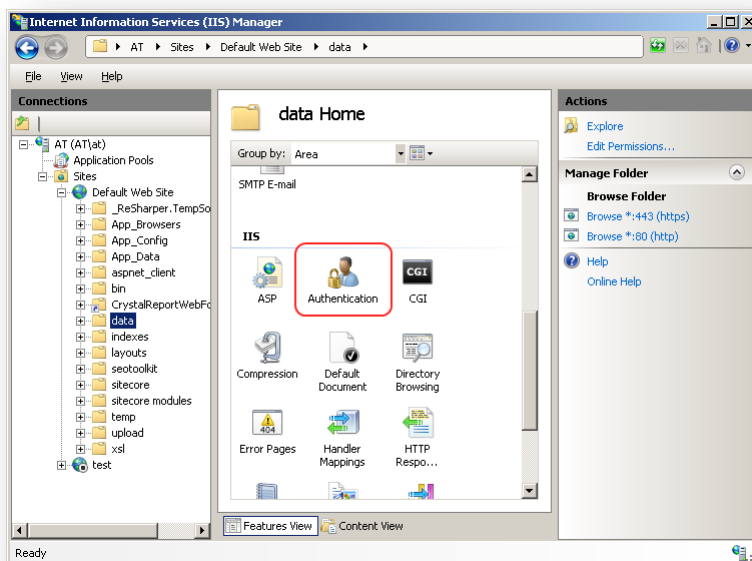 Internet Information Services (IIS) Manager
AT Sites Default Web Site data
File View Help
Connections
AT (AT\at)
Application Pools
Sites
Default Web Site
_ReSharper.TempSo
App_Browsers
App_Config
App_Data
aspnet_client
bin
CrystalReportWebFo
data
indexes
layouts
seotoolkit
sitecore
sitecore modules
temp
upload
xsl
test
data Home
Group by: Area
SMTP E-mail
IIS
ASP
Authentication
CGI
CGI
Compression
Default
Document
Directory
Browsing
404
Error Pages
Handler
Mappings
HTTP
Respo...
Features View
Content View
Actions
Explore
Edit Permissions...
Manage Folder
Browse Folder
Browse *:443 (https)
Browse *:80 (http)
Help
Online Help
Ready